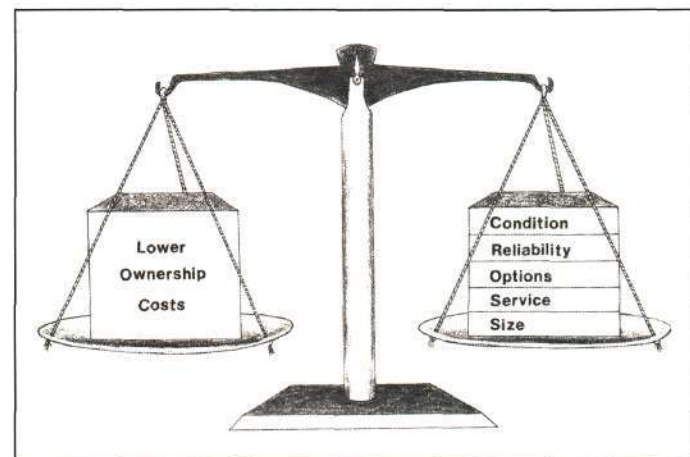 Lower
Ownership
Costs
Condition
Reliability
Options
Service
Size